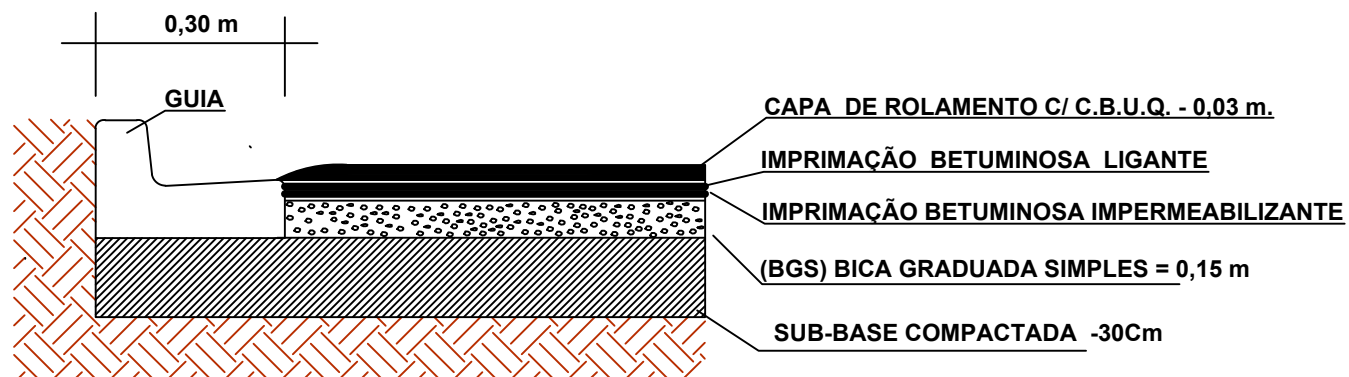 0,30 m
GUIA
CAPA DE ROLAMENTO C/ C.B.U.Q. - 0,03 m.
IMPRIMAÇÃO BETUMINOSA LIGANTE
IMPRIMAÇÃO BETUMINOSA IMPERMEABILIZANTE
(BGS) BICA GRADUADA SIMPLES = 0,15 m
SUB-BASE COMPACTADA -30Cm